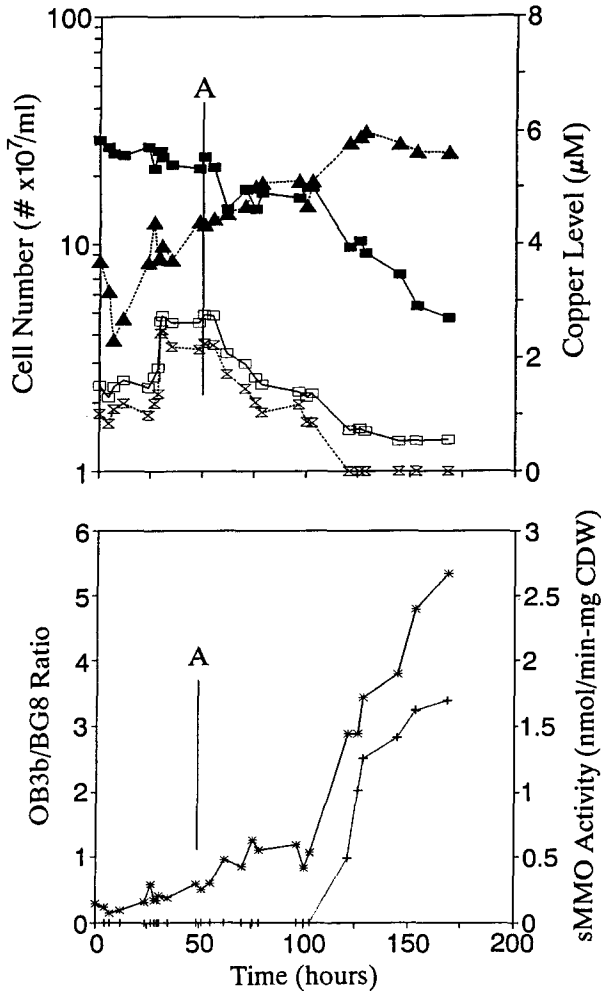 100
10
1
Cell Number (# x10⁷/ml)
A
8
6
4
2
0
Copper Level (μM)
6
5
4
3
2
1
0
OB3b/BG8 Ratio
A
3
2.5
2
1.5
1
0.5
0
sMMO Activity (nmol/min-mg CDW)
0 50 100 150 200
Time (hours)